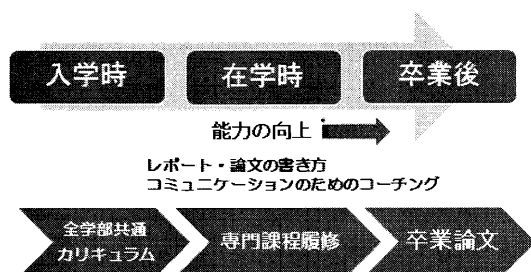 入学時
在学時
卒業後
能力の向上
レポート・論文の書き方
コミュニケーションのためのコーチング
全学部共通
カリキュラム
専門課程履修
卒業論文